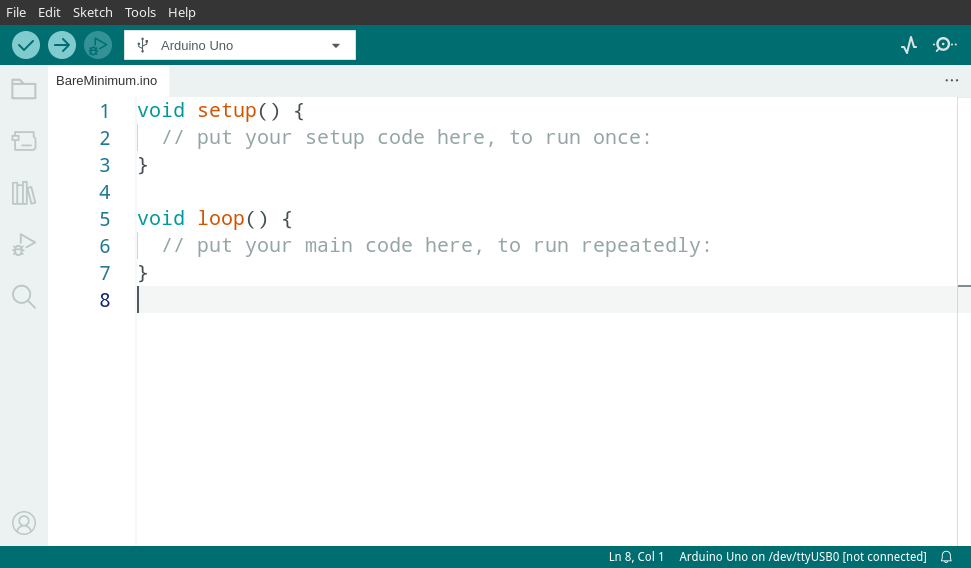 File Edit Sketch Tools Help
Arduino Uno
BareMinimum.ino
1 void setup() {
2 // put your setup code here, to run once:
3 }
4
5 void loop() {
6 // put your main code here, to run repeatedly:
7 }
8
Ln 8, Col 1 Arduino Uno on /dev/ttyUSB0 [not connected]